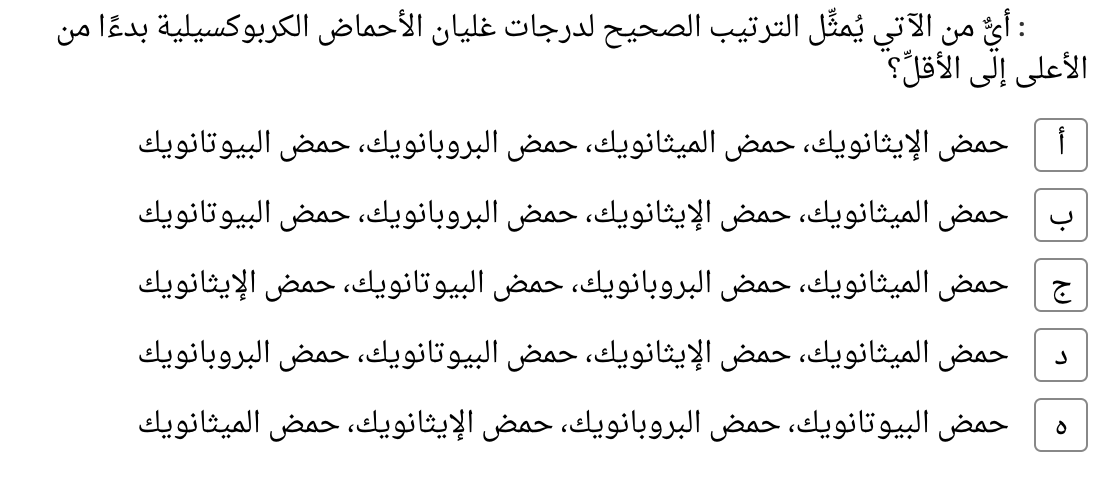 : أيٌّ من الآتي يُمثِّل الترتيب الصحيح لدرجات غليان الأحماض الكربوكسيلية بدءًا من
الأعلى إلى الأقلِّ؟
أ حمض الإيثانويك، حمض الميثانويك، حمض البروبانويك، حمض البيوتانويك
ب حمض الميثانويك، حمض الإيثانويك، حمض البروبانويك، حمض البيوتانويك
ج حمض الميثانويك، حمض البروبانويك، حمض البيوتانويك، حمض الإيثانويك
د حمض الميثانويك، حمض الإيثانويك، حمض البيوتانويك، حمض البروبانويك
ه حمض البيوتانويك، حمض البروبانويك، حمض الإيثانويك، حمض الميثانويك